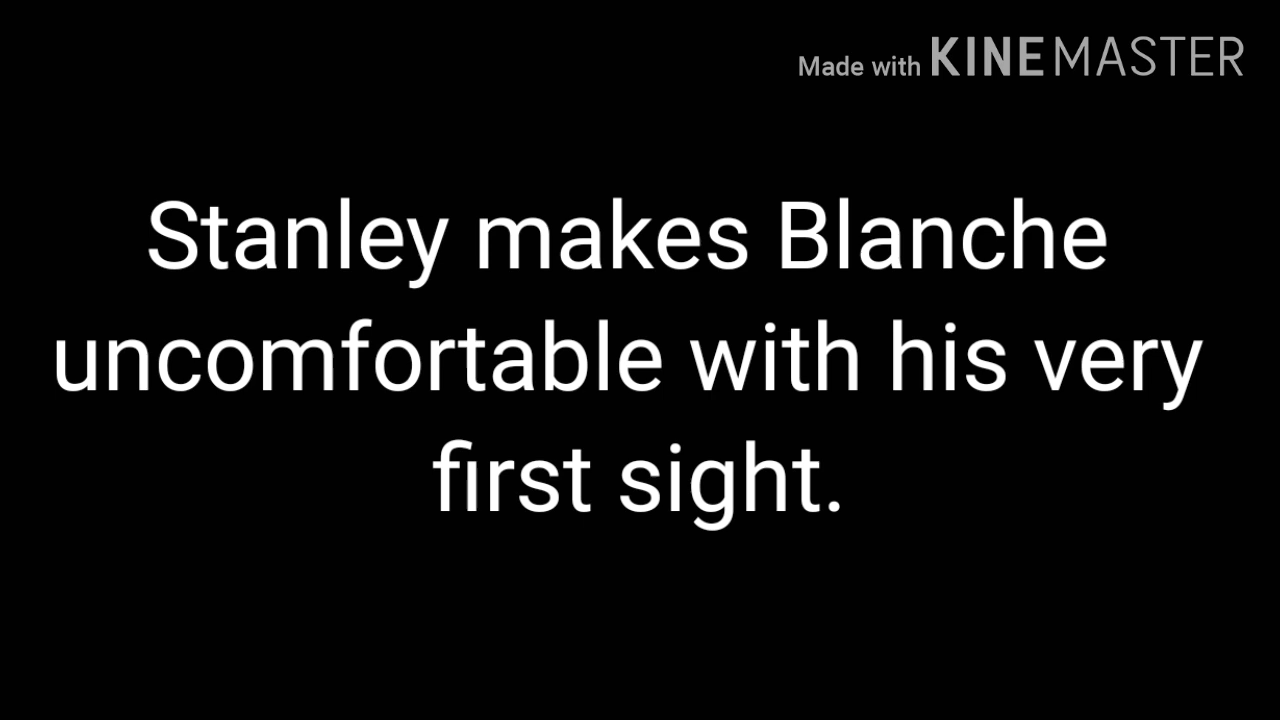 Made with KINEMASTER
Stanley makes Blanche
uncomfortable with his very
first sight.